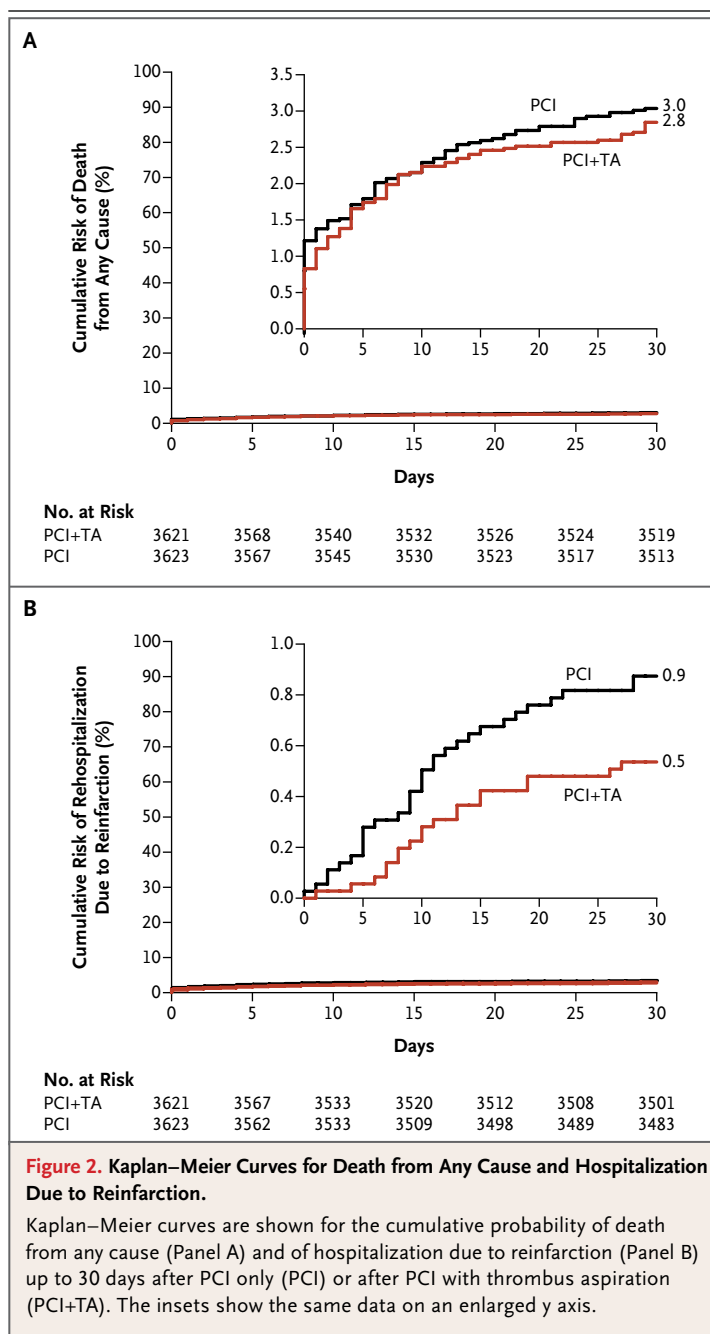 A
Cumulative Risk of Death
from Any Cause (%)
100
90
80
70
60
50
40
30
20
10
0
0 5 10 15 20 25 30
Days
3.5
3.0
2.5
2.0
1.5
1.0
0.5
0.0
0 5 10 15 20 25 30
PCI
3.0
2.8
PCI+TA
No. at Risk
PCI+TA 3621 3568 3540 3532 3526 3524 3519
PCI 3623 3567 3545 3530 3523 3517 3513
B
Cumulative Risk of Rehospitalization
Due to Reinfarction (%)
100
90
80
70
60
50
40
30
20
10
0
0 5 10 15 20 25 30
Days
1.0
0.8
0.6
0.4
0.2
0.0
0 5 10 15 20 25 30
PCI
0.9
0.5
PCI+TA
No. at Risk
PCI+TA 3621 3567 3533 3520 3512 3508 3501
PCI 3623 3562 3533 3509 3498 3489 3483
Figure 2. Kaplan–Meier Curves for Death from Any Cause and Hospitalization
Due to Reinfarction.
Kaplan–Meier curves are shown for the cumulative probability of death
from any cause (Panel A) and of hospitalization due to reinfarction (Panel B)
up to 30 days after PCI only (PCI) or after PCI with thrombus aspiration
(PCI+TA). The insets show the same data on an enlarged y axis.